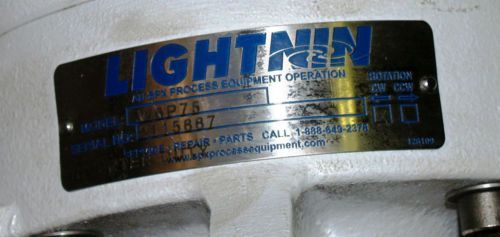 LIGHTNIN
AN SPX PROCESS EQUIPMENT OPERATION
ROTATION
CW CCW
MODEL:
SERIAL NO:
SERVICE - REPAIR - PARTS CALL 1-888-649-2378
www.spxprocessequipment.com